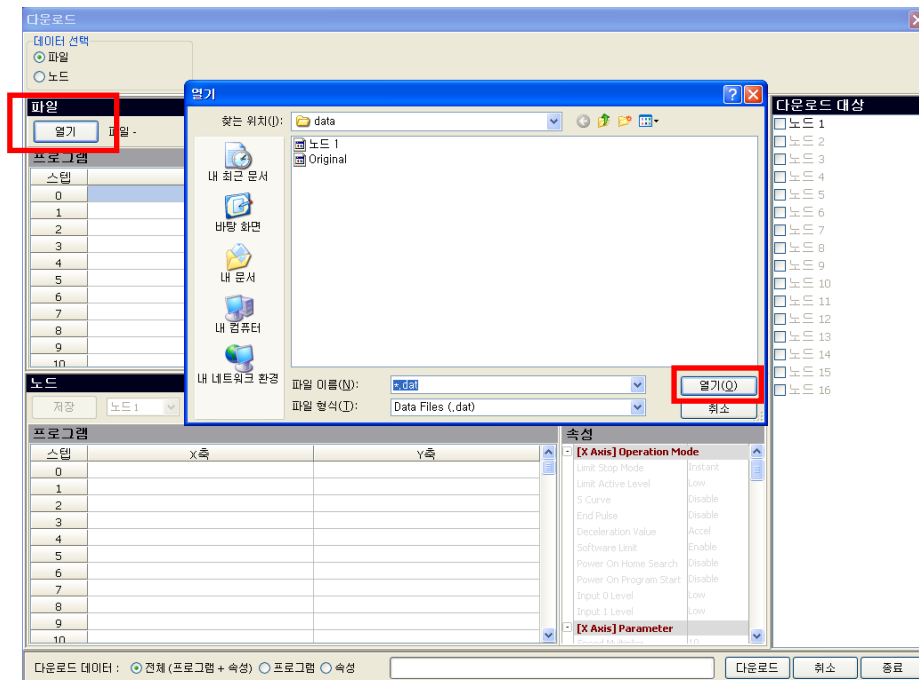 다운로드
데이터 선택
파일
노드
파일
열기
파일 -
프로그램
스텝
0
1
2
3
4
5
6
7
8
9
10
열기
찾는 위치(I):
data
노드 1
Original
내 최근 문서
바탕 화면
내 문서
내 컴퓨터
내 네트워크 환경
파일 이름(N):
*.dat
열기(O)
파일 형식(T):
Data Files (.dat)
취소
다운로드 대상
노드 1
노드 2
노드 3
노드 4
노드 5
노드 6
노드 7
노드 8
노드 9
노드 10
노드 11
노드 12
노드 13
노드 14
노드 15
노드 16
노드
저장
노드1
프로그램
스텝 X축 Y축
0
1
2
3
4
5
6
7
8
9
10
속성
[X Axis] Operation Mode
Limit Stop Mode Instant
Limit Active Level Low
S Curve Disable
End Pulse Disable
Deceleration Value Accel
Software Limit Enable
Power On Home Search Disable
Power On Program Start Disable
Input 0 Level Low
Input 1 Level Low
[X Axis] Parameter
Speed Multiplier 10
다운로드 데이터 : 전체 (프로그램 + 속성) 프로그램 속성
다운로드 취소 종료